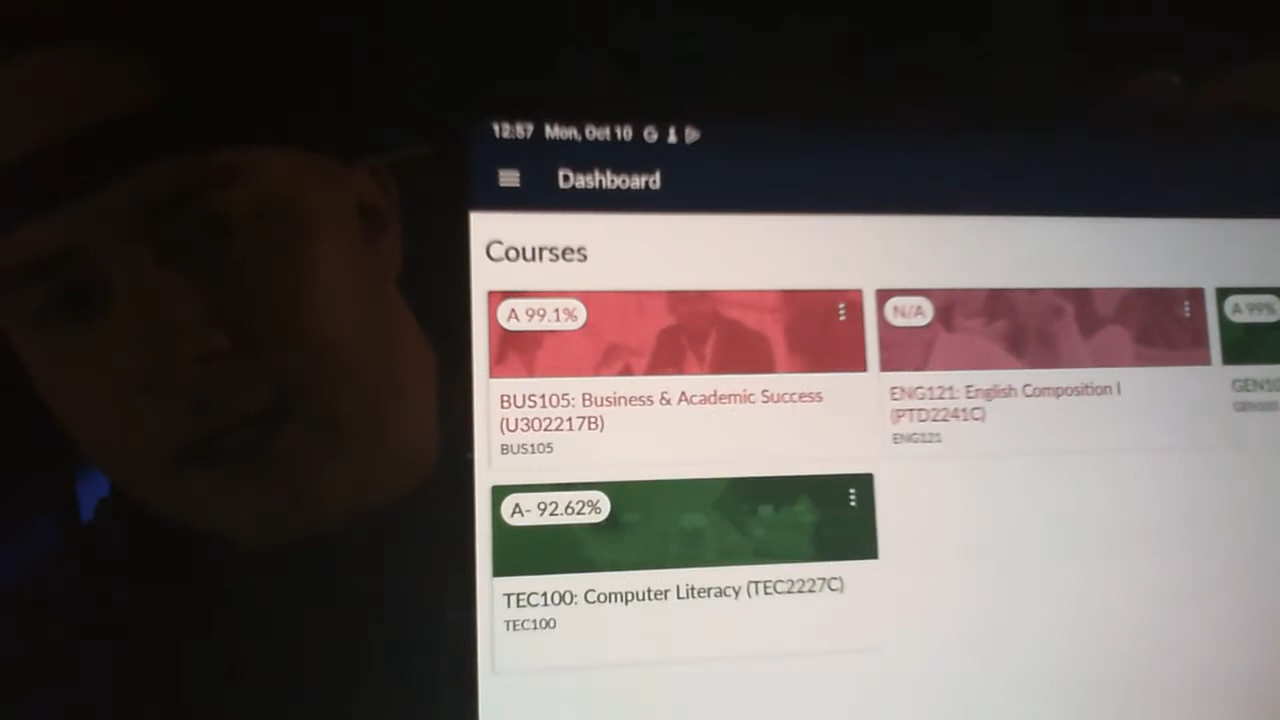 12:57 Mon, Oct 10 G
Dashboard
Courses
A 99.1%
N/A
A 99%
BUS105: Business & Academic Success
(U302217B)
BUS105
ENG121: English Composition I
(PTD2241C)
ENG121
GEN10
A- 92.62%
TEC100: Computer Literacy (TEC2227C)
TEC100